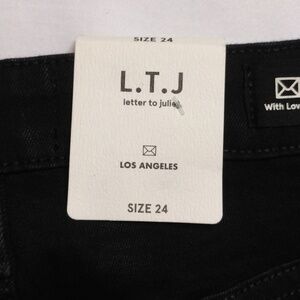 SIZE 24
L.T.J
letter to julie
LOS ANGELES
SIZE 24
With Lov